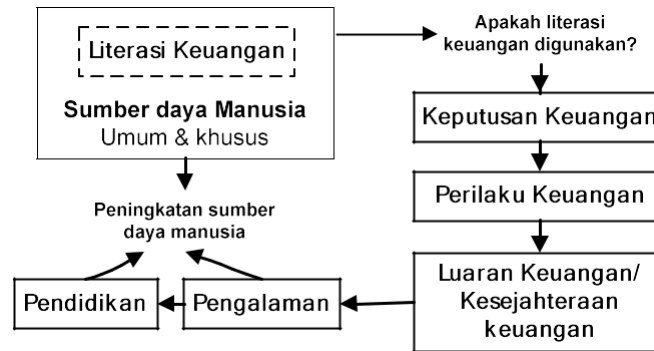 Literasi Keuangan
Sumber daya Manusia
Umum & khusus
Apakah literasi
keuangan digunakan?
Keputusan Keuangan
Perilaku Keuangan
Luaran Keuangan/
Kesejahteraan
keuangan
Peningkatan sumber
daya manusia
Pendidikan
Pengalaman